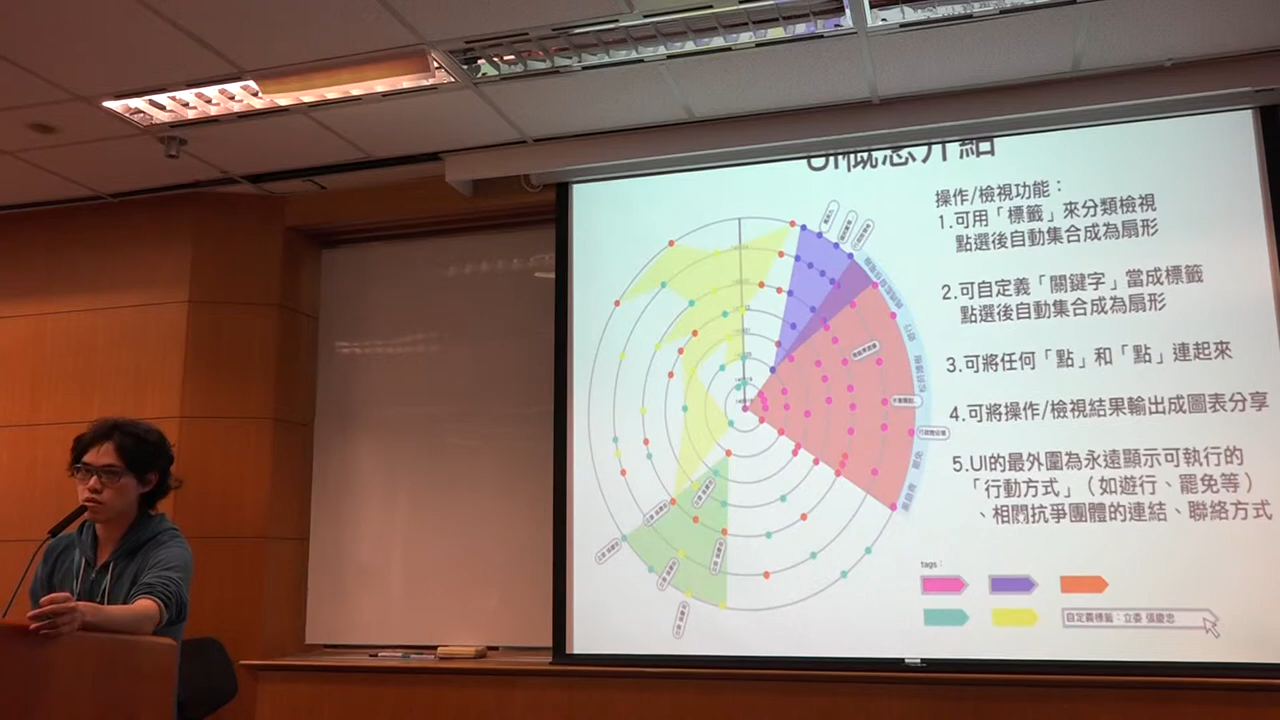 UI概念介紹
操作/檢視功能：
1.可用「標籤」來分類檢視
點選後自動集合成為扇形
2.可自定義「關鍵字」當成標籤
點選後自動集合成為扇形
3.可將任何「點」和「點」連起來
4.可將操作/檢視結果輸出成圖表分享
5.UI的最外圍為永遠顯示可執行的
「行動方式」（如遊行、罷免等）
、相關抗爭團體的連結、聯絡方式
tags：
自定義標籤：立委 張慶忠
遊行
罷免